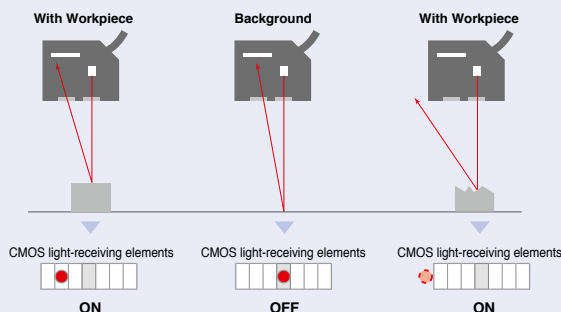 With Workpiece
Background
With Workpiece
CMOS light-receiving elements
CMOS light-receiving elements
CMOS light-receiving elements
ON
OFF
ON